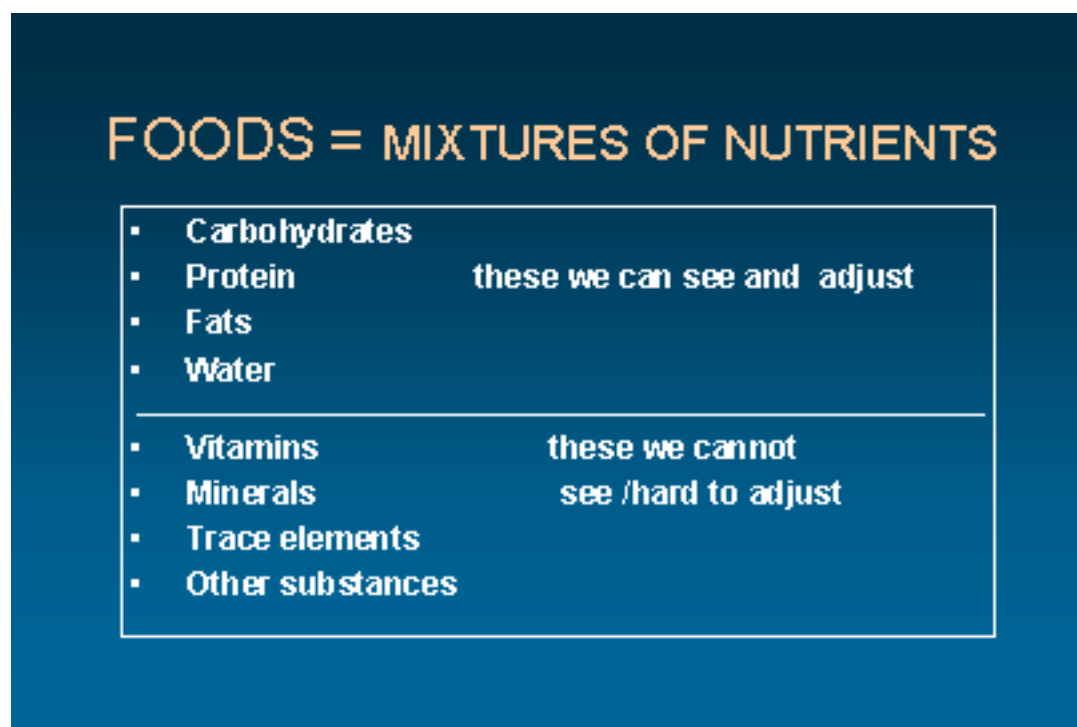 FOODS = MIXTURES OF NUTRIENTS
▪ Carbohydrates
▪ Protein these we can see and adjust
▪ Fats
▪ Water
▪ Vitamins these we cannot
▪ Minerals see /hard to adjust
▪ Trace elements
▪ Other substances